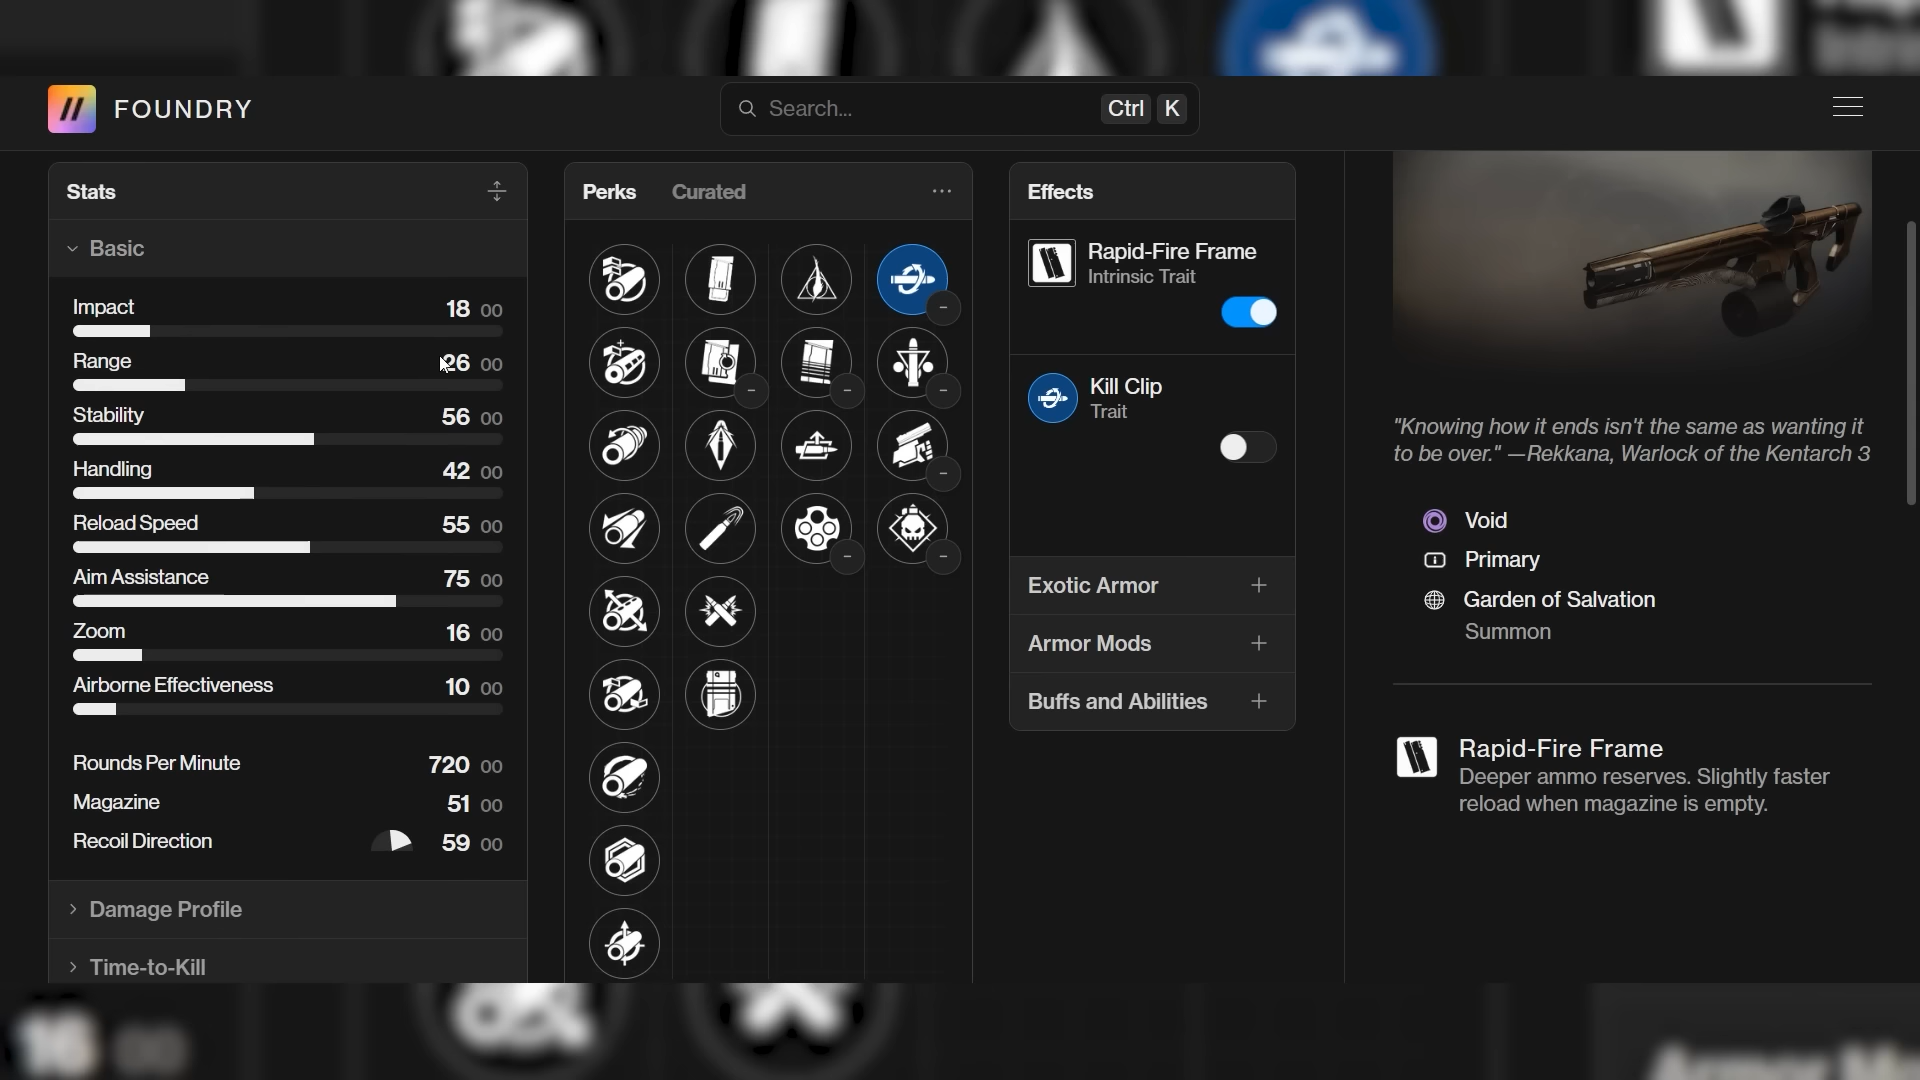 FOUNDRY
Search...
Ctrl K
Stats
Basic
Impact 18 00
Range 26 00
Stability 56 00
Handling 42 00
Reload Speed 55 00
Aim Assistance 75 00
Zoom 16 00
Airborne Effectiveness 10 00
Rounds Per Minute 720 00
Magazine 51 00
Recoil Direction 59 00
Damage Profile
Time-to-Kill
Perks Curated
Effects
Rapid-Fire Frame
Intrinsic Trait
Kill Clip
Trait
Exotic Armor
Armor Mods
Buffs and Abilities
"Knowing how it ends isn't the same as wanting it
to be over." —Rekkana, Warlock of the Kentarch 3
Void
Primary
Garden of Salvation
Summon
Rapid-Fire Frame
Deeper ammo reserves. Slightly faster
reload when magazine is empty.
16 00